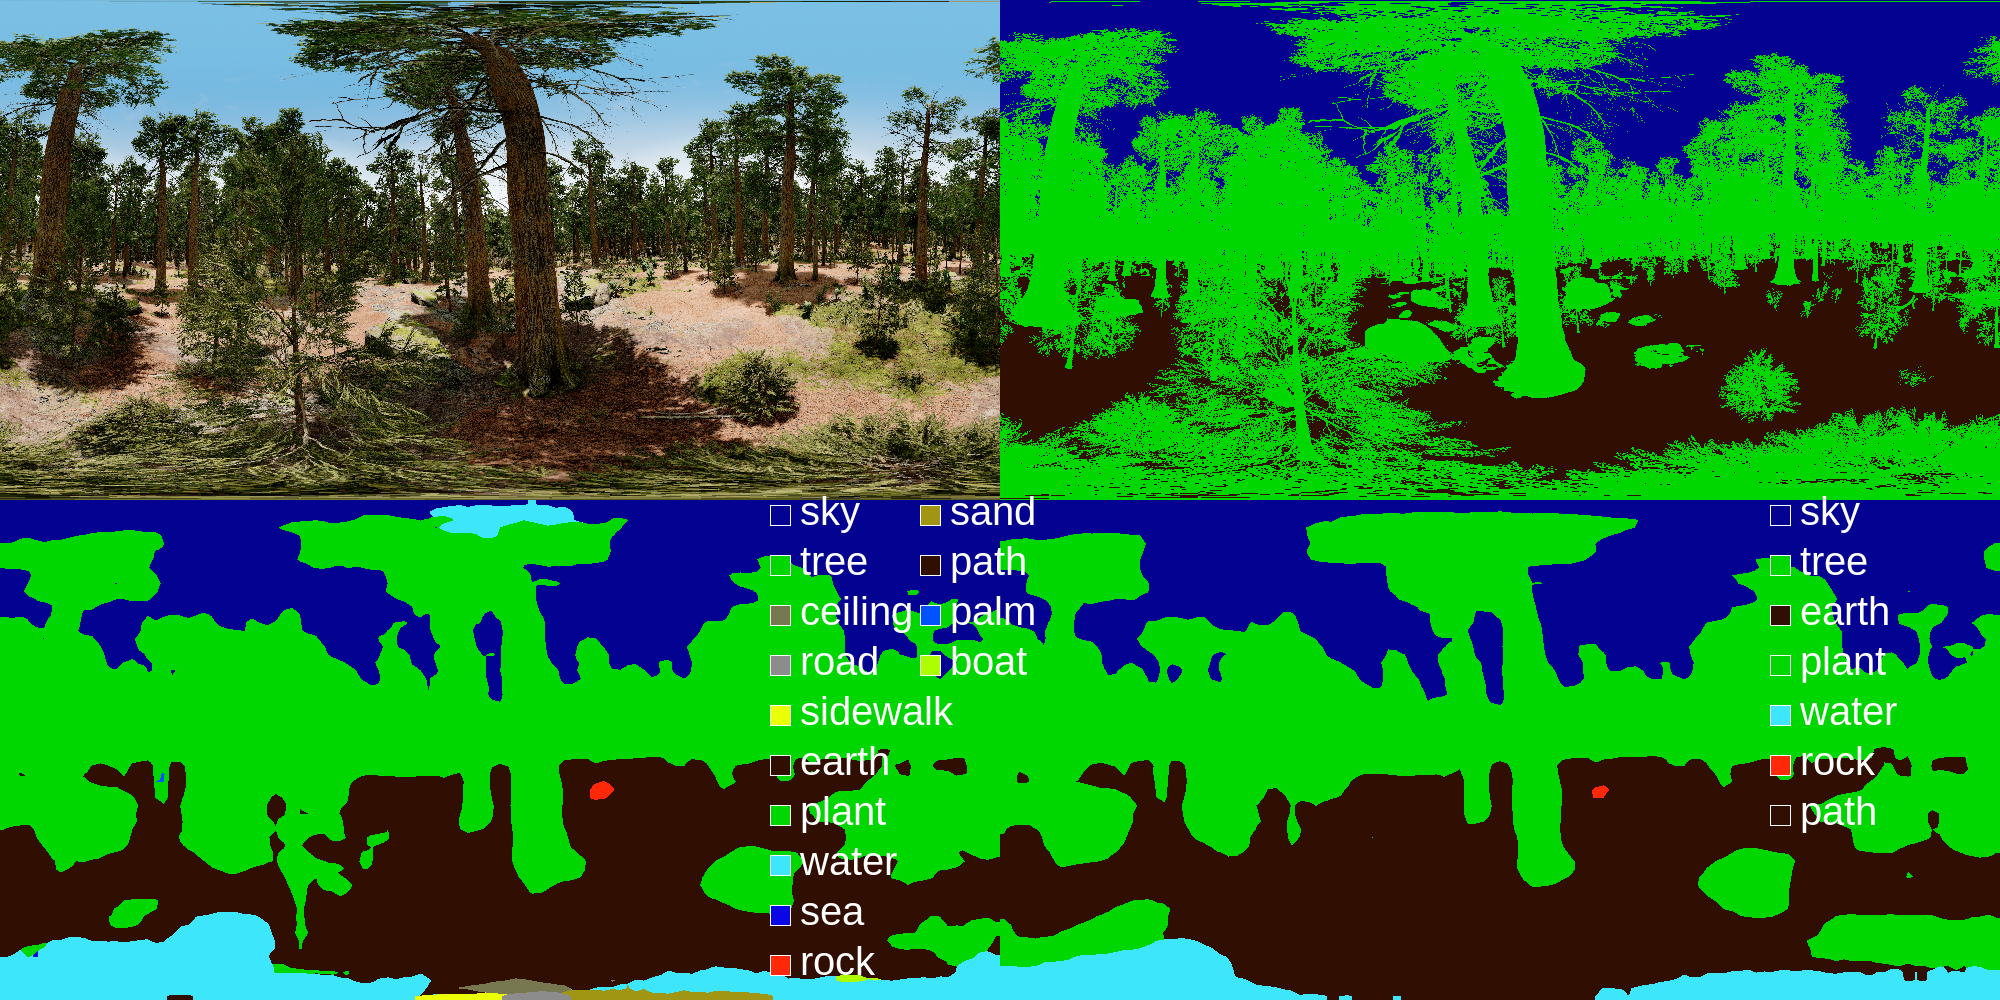 sky
tree
ceiling
road
sidewalk
earth
plant
water
sea
rock
sand
path
palm
boat
sky
tree
earth
plant
water
rock
path